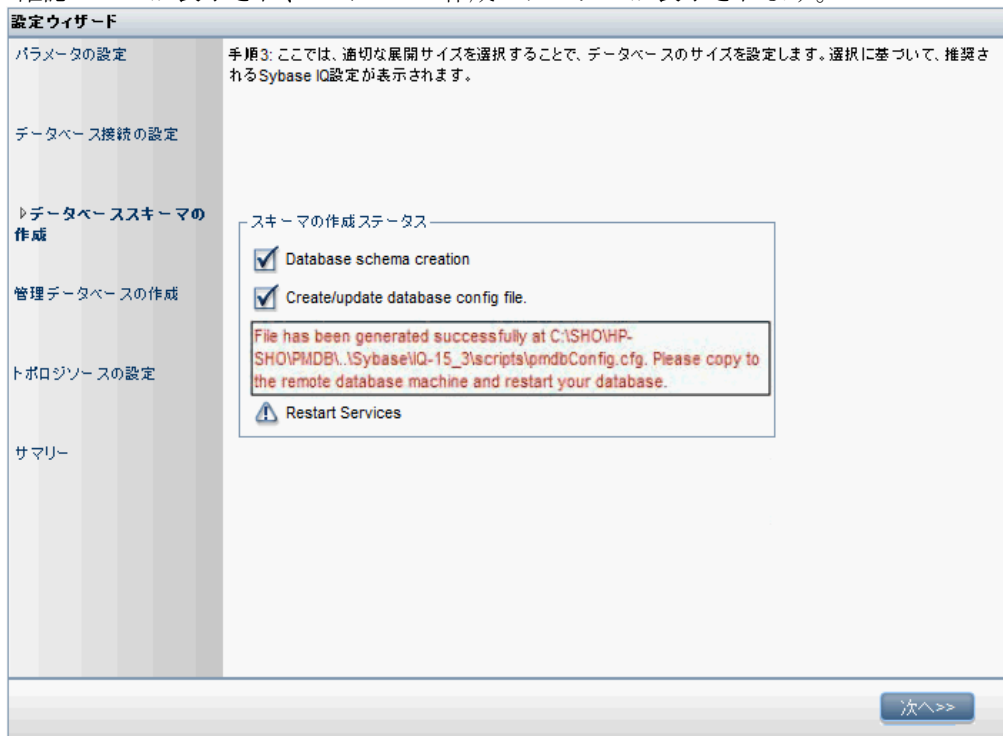 設定ウィザード
パラメータの設定
手順3: ここでは、適切な展開サイズを選択することで、データベースのサイズを設定します。選択に基づいて、推奨さ
れるSybase IQ設定が表示されます。
データベース接続の設定
データベーススキーマの
作成
スキーマの作成ステータス
Database schema creation
管理データベースの作成
Create/update database config file.
File has been generated successfully at C:\SHO\HP-
SHO\PMDB\..\Sybase\IQ-15_3\scripts\pmdbConfig.cfg. Please copy to
the remote database machine and restart your database.
トポロジソースの設定
Restart Services
サマリー
次へ>>